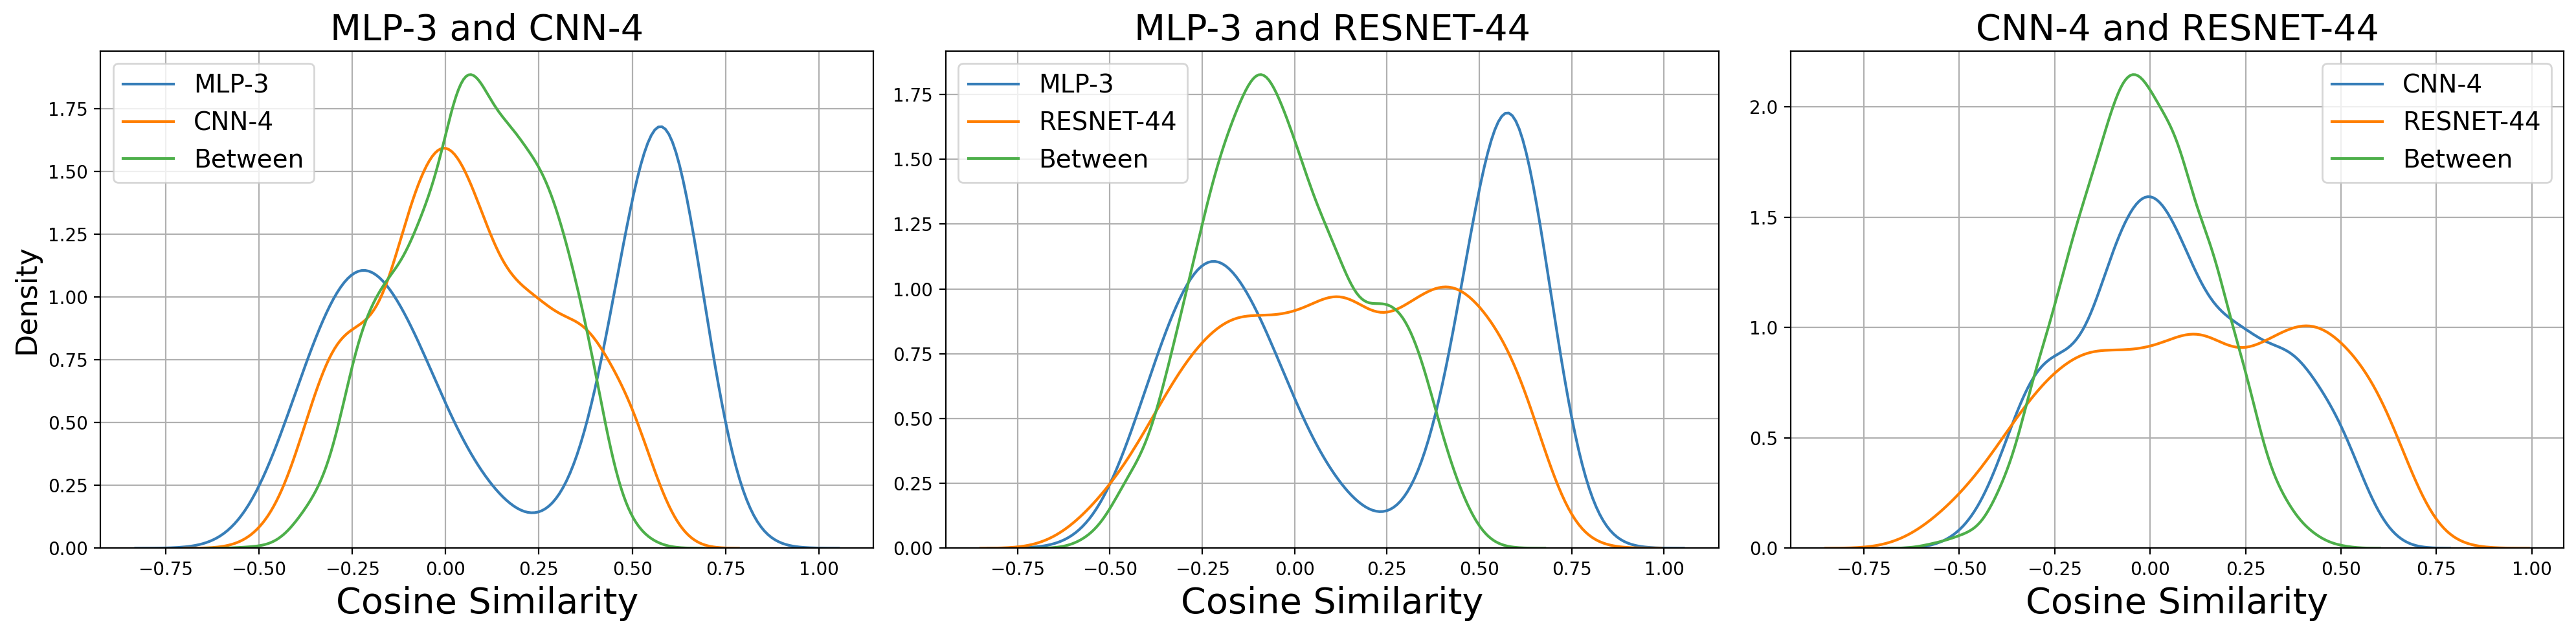 MLP-3 and CNN-4
MLP-3
CNN-4
Between
Density
0.00
0.25
0.50
0.75
1.00
1.25
1.50
1.75
−0.75 −0.50 −0.25 0.00 0.25 0.50 0.75 1.00
Cosine Similarity
MLP-3 and RESNET-44
MLP-3
RESNET-44
Between
0.00
0.25
0.50
0.75
1.00
1.25
1.50
1.75
−0.75 −0.50 −0.25 0.00 0.25 0.50 0.75 1.00
Cosine Similarity
CNN-4 and RESNET-44
CNN-4
RESNET-44
Between
0.0
0.5
1.0
1.5
2.0
−0.75 −0.50 −0.25 0.00 0.25 0.50 0.75 1.00
Cosine Similarity